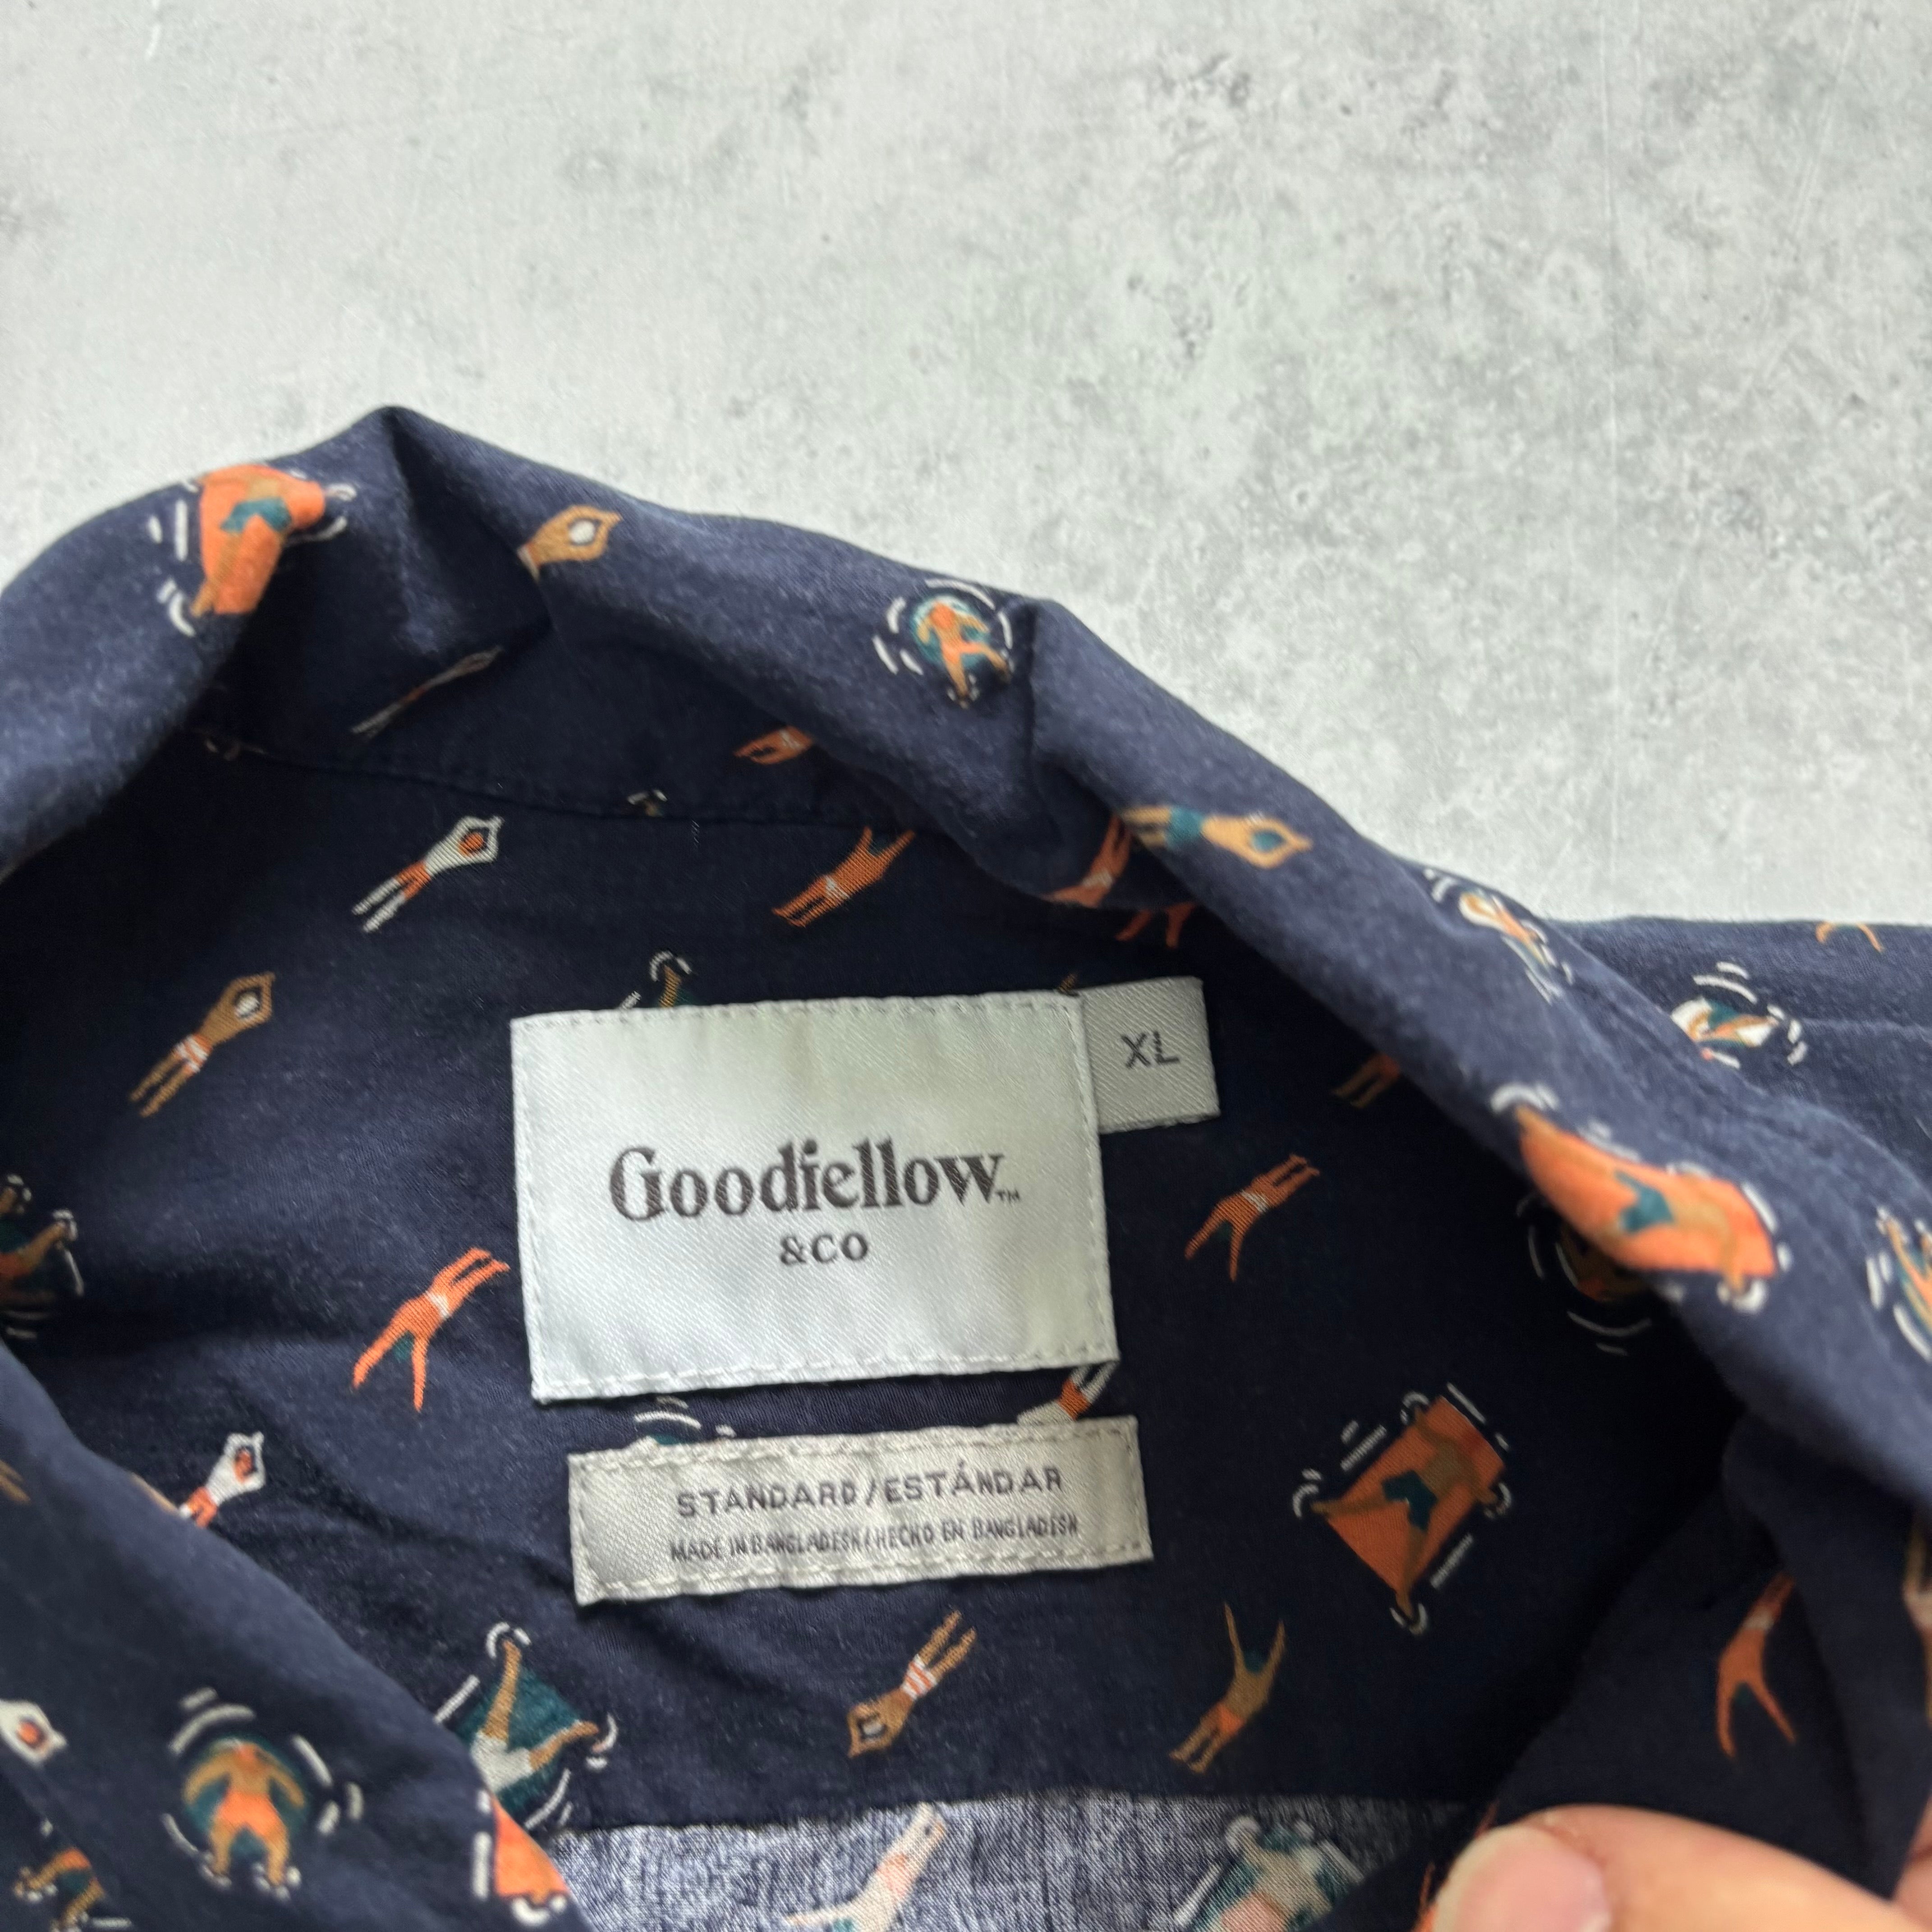 XL
Goodfellow™
&CO
STANDARD/ESTÁNDAR
MADE IN BANGLADESH/HECHO EN BANGLADESH